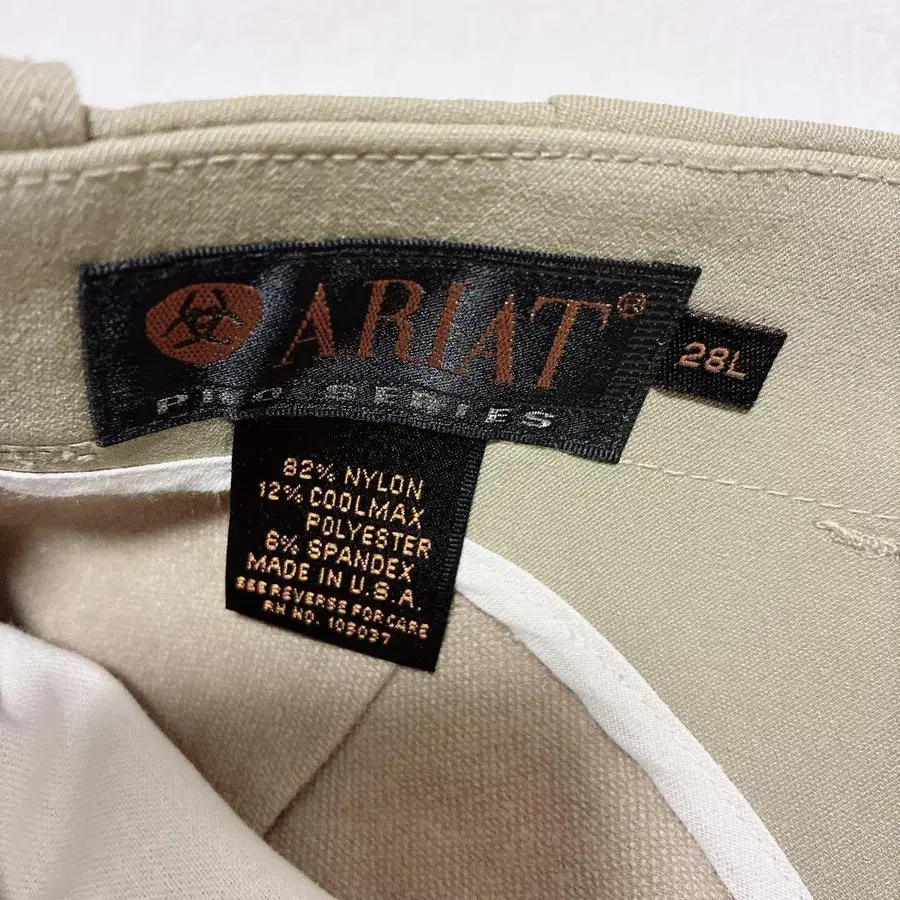 ARIAT®
PRO SERIES
28L
82% NYLON
12% COOLMAX
POLYESTER
6% SPANDEX
MADE IN U.S.A.
SEE REVERSE FOR CARE
RN NO. 105037